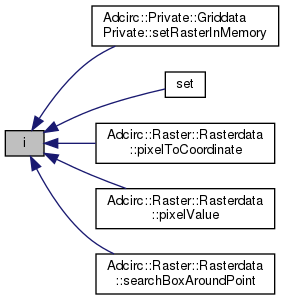 Adcirc::Private::Griddata
Private::setRasterInMemory
set
i
Adcirc::Raster::Rasterdata
::pixelToCoordinate
Adcirc::Raster::Rasterdata
::pixelValue
Adcirc::Raster::Rasterdata
::searchBoxAroundPoint